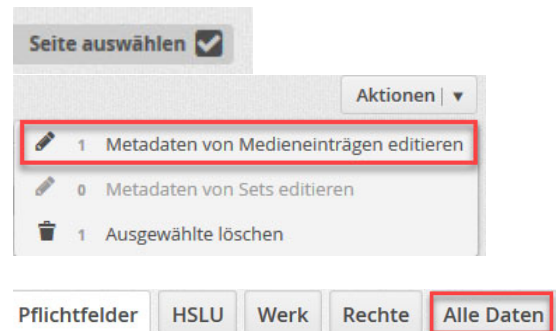 Seite auswählen
Aktionen | ▼
1 Metadaten von Medieneinträgen editieren
0 Metadaten von Sets editieren
1 Ausgewählte löschen
Pflichtfelder HSLU Werk Rechte Alle Daten